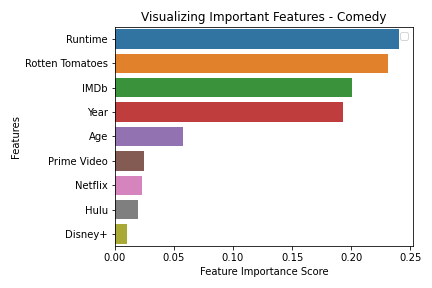 Visualizing Important Features - Comedy
Runtime
Rotten Tomatoes
IMDb
Year
Age
Prime Video
Netflix
Hulu
Disney+
Features
0.00 0.05 0.10 0.15 0.20 0.25
Feature Importance Score